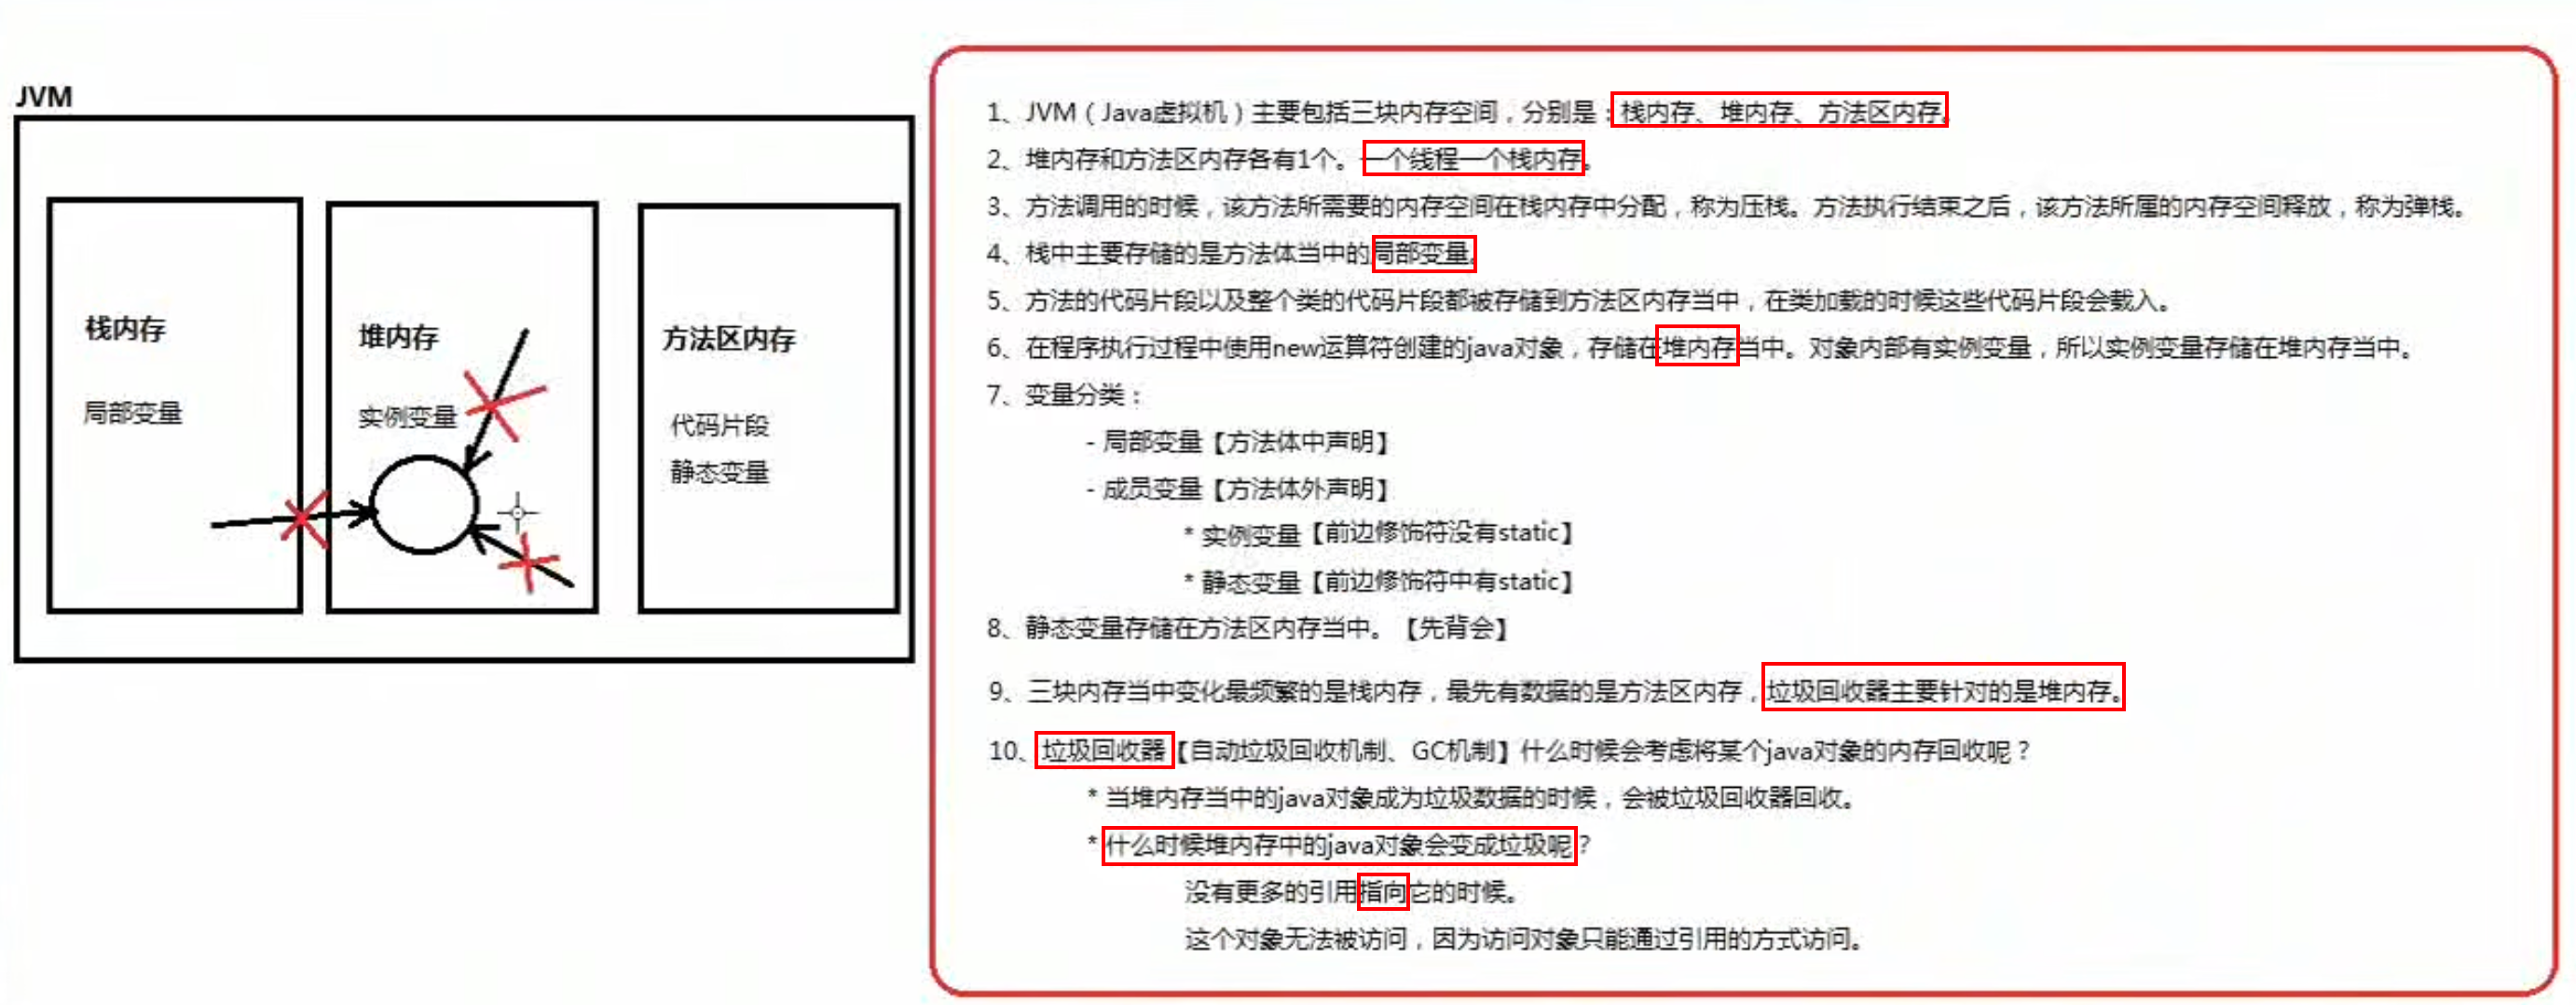 JVM
栈内存
局部变量
堆内存
实例变量
方法区内存
代码片段
静态变量
1、JVM（Java虚拟机）主要包括三块内存空间，分别是：栈内存、堆内存、方法区内存。
2、堆内存和方法区内存各有1个。一个线程一个栈内存。
3、方法调用的时候，该方法所需要的内存空间在栈内存中分配，称为压栈。方法执行结束之后，该方法所属的内存空间释放，称为弹栈。
4、栈中主要存储的是方法体当中的局部变量。
5、方法的代码片段以及整个类的代码片段都被存储到方法区内存当中，在类加载的时候这些代码片段会载入。
6、在程序执行过程中使用new运算符创建的java对象，存储在堆内存当中。对象内部有实例变量，所以实例变量存储在堆内存当中。
7、变量分类：
- 局部变量【方法体中声明】
- 成员变量【方法体外声明】
* 实例变量【前边修饰符没有static】
* 静态变量【前边修饰符中有static】
8、静态变量存储在方法区内存当中。【先背会】
9、三块内存当中变化最频繁的是栈内存，最先有数据的是方法区内存，垃圾回收器主要针对的是堆内存。
10、垃圾回收器【自动垃圾回收机制、GC机制】什么时候会考虑将某个java对象的内存回收呢？
* 当堆内存当中的java对象成为垃圾数据的时候，会被垃圾回收器回收。
* 什么时候堆内存中的java对象会变成垃圾呢？
没有更多的引用指向它的时候。
这个对象无法被访问，因为访问对象只能通过引用的方式访问。